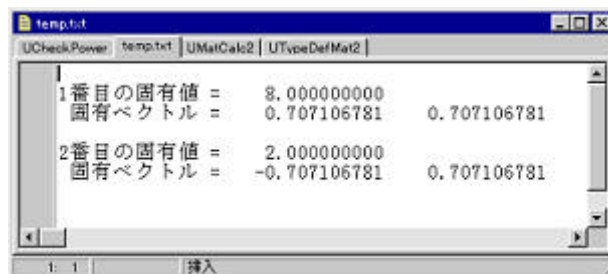 temp.txt
UCheckPower temp.txt UMatCalc2 UTypeDefMat2
1番目の固有値 = 8.000000000
固有ベクトル = 0.707106781 0.707106781
2番目の固有値 = 2.000000000
固有ベクトル = -0.707106781 0.707106781
1: 1 挿入